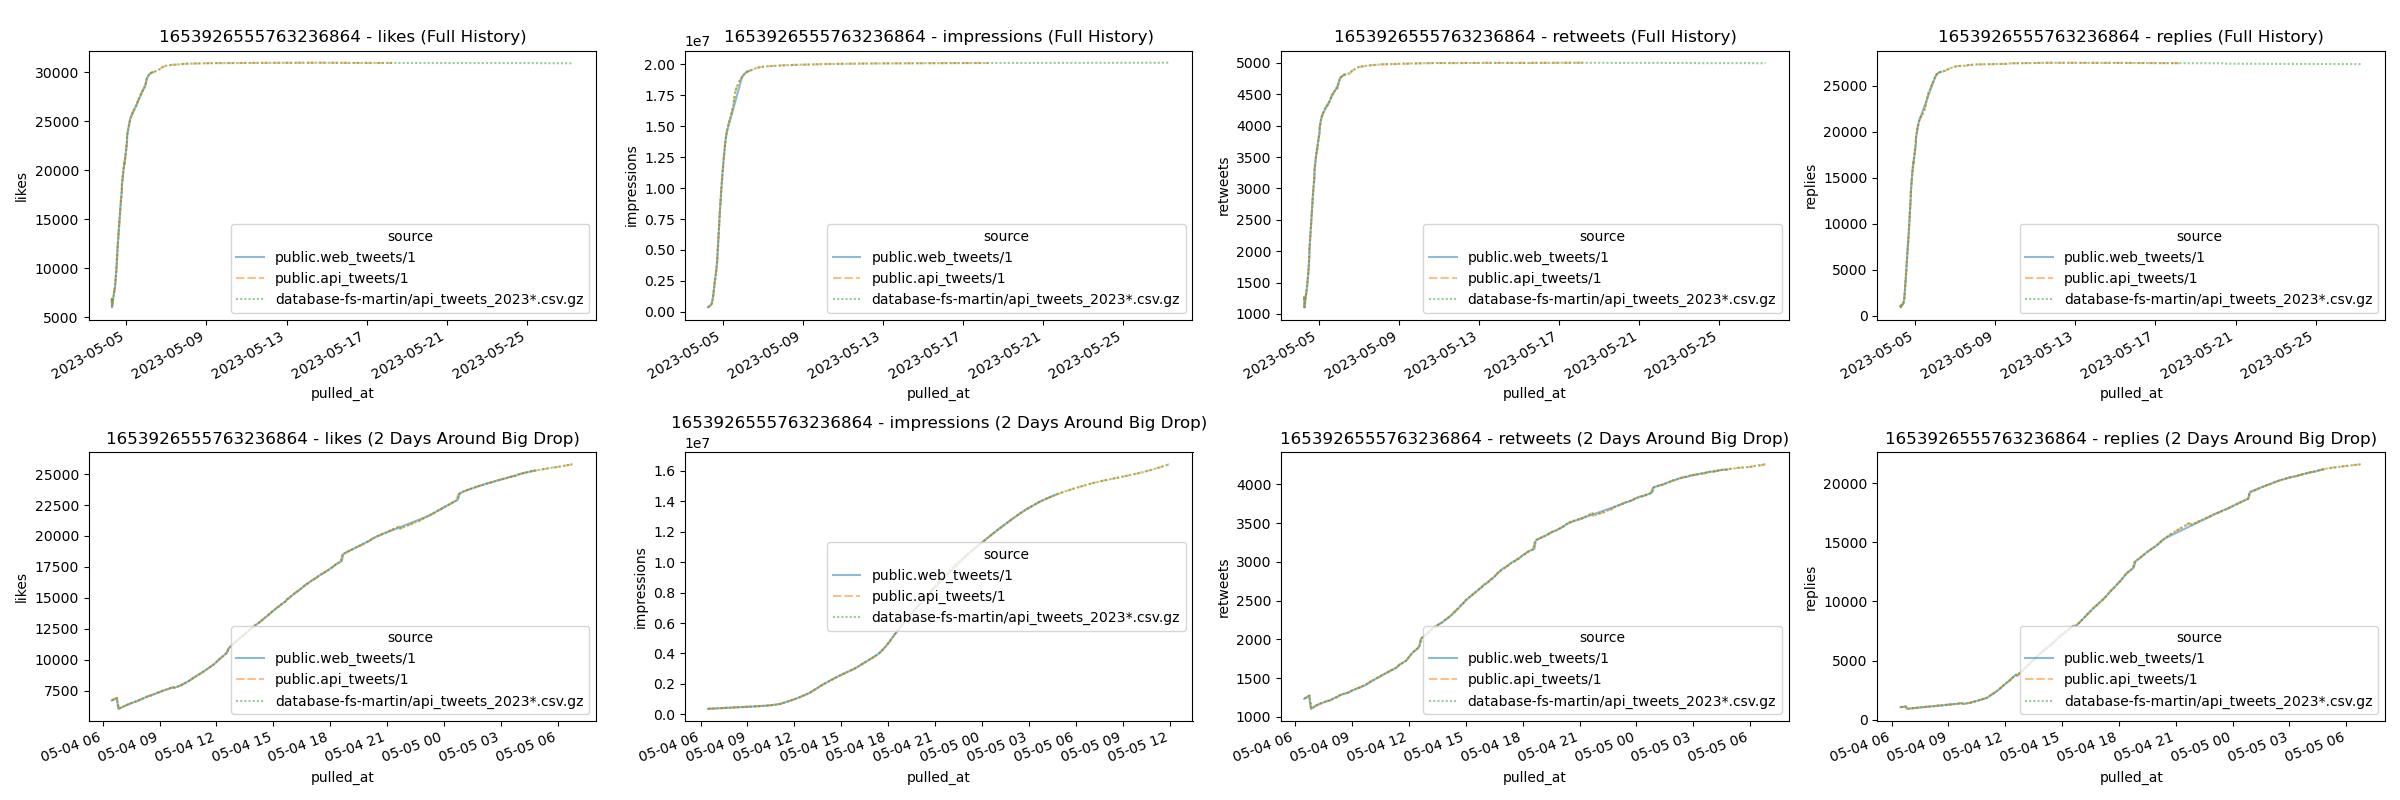 1653926555763236864 - likes (Full History)
30000
25000
20000
15000
10000
5000
likes
2023-05-05
2023-05-09
2023-05-13
2023-05-17
2023-05-21
2023-05-25
pulled_at
source
public.web_tweets/1
public.api_tweets/1
database-fs-martin/api_tweets_2023*.csv.gz
1653926555763236864 - impressions (Full History)
1e7
2.00
1.75
1.50
1.25
1.00
0.75
0.50
0.25
0.00
impressions
2023-05-05
2023-05-09
2023-05-13
2023-05-17
2023-05-21
2023-05-25
pulled_at
source
public.web_tweets/1
public.api_tweets/1
database-fs-martin/api_tweets_2023*.csv.gz
1653926555763236864 - retweets (Full History)
5000
4500
4000
3500
3000
2500
2000
1500
1000
retweets
2023-05-05
2023-05-09
2023-05-13
2023-05-17
2023-05-21
2023-05-25
pulled_at
source
public.web_tweets/1
public.api_tweets/1
database-fs-martin/api_tweets_2023*.csv.gz
1653926555763236864 - replies (Full History)
25000
20000
15000
10000
5000
0
replies
2023-05-05
2023-05-09
2023-05-13
2023-05-17
2023-05-21
2023-05-25
pulled_at
source
public.web_tweets/1
public.api_tweets/1
database-fs-martin/api_tweets_2023*.csv.gz
1653926555763236864 - likes (2 Days Around Big Drop)
25000
22500
20000
17500
15000
12500
10000
7500
likes
05-04 06
05-04 09
05-04 12
05-04 15
05-04 18
05-04 21
05-05 00
05-05 03
05-05 06
pulled_at
source
public.web_tweets/1
public.api_tweets/1
database-fs-martin/api_tweets_2023*.csv.gz
1653926555763236864 - impressions (2 Days Around Big Drop)
1e7
1.6
1.4
1.2
1.0
0.8
0.6
0.4
0.2
0.0
impressions
05-04 06
05-04 09
05-04 12
05-04 15
05-04 18
05-04 21
05-05 00
05-05 03
05-05 06
05-05 09
05-05 12
pulled_at
source
public.web_tweets/1
public.api_tweets/1
database-fs-martin/api_tweets_2023*.csv.gz
1653926555763236864 - retweets (2 Days Around Big Drop)
4000
3500
3000
2500
2000
1500
1000
retweets
05-04 06
05-04 09
05-04 12
05-04 15
05-04 18
05-04 21
05-05 00
05-05 03
05-05 06
pulled_at
source
public.web_tweets/1
public.api_tweets/1
database-fs-martin/api_tweets_2023*.csv.gz
1653926555763236864 - replies (2 Days Around Big Drop)
20000
15000
10000
5000
0
replies
05-04 06
05-04 09
05-04 12
05-04 15
05-04 18
05-04 21
05-05 00
05-05 03
05-05 06
pulled_at
source
public.web_tweets/1
public.api_tweets/1
database-fs-martin/api_tweets_2023*.csv.gz